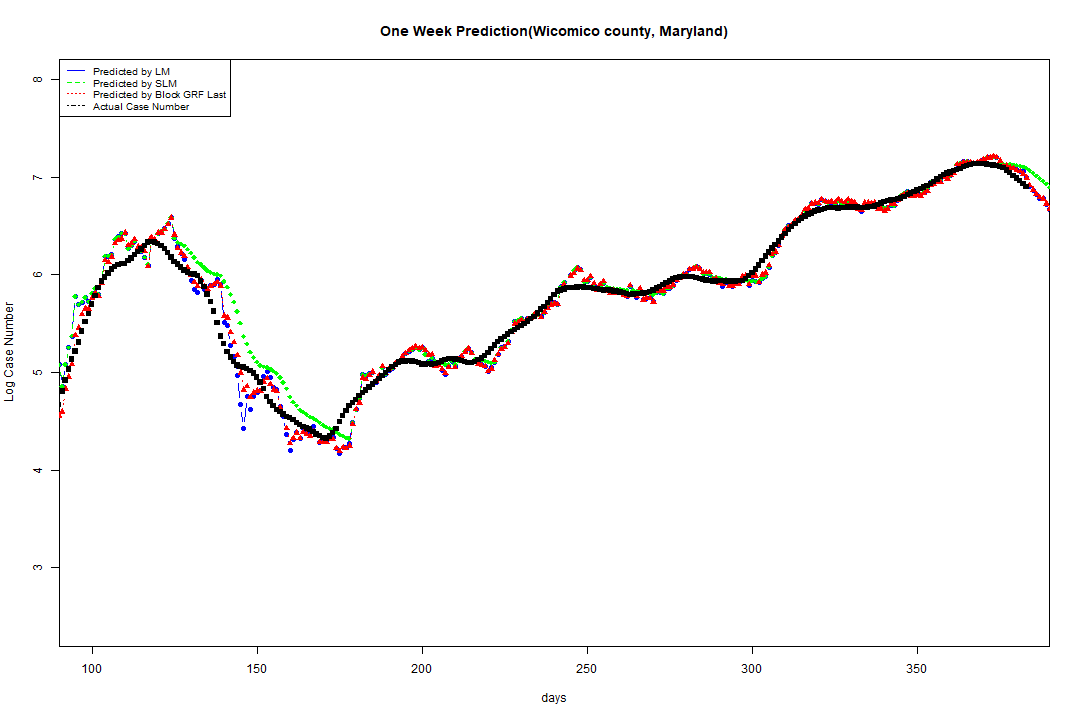 One Week Prediction(Wicomico county, Maryland)
Predicted by LM
Predicted by SLM
Predicted by Block GRF Last
Actual Case Number
8
7
6
5
4
3
Log Case Number
100 150 200 250 300 350
days